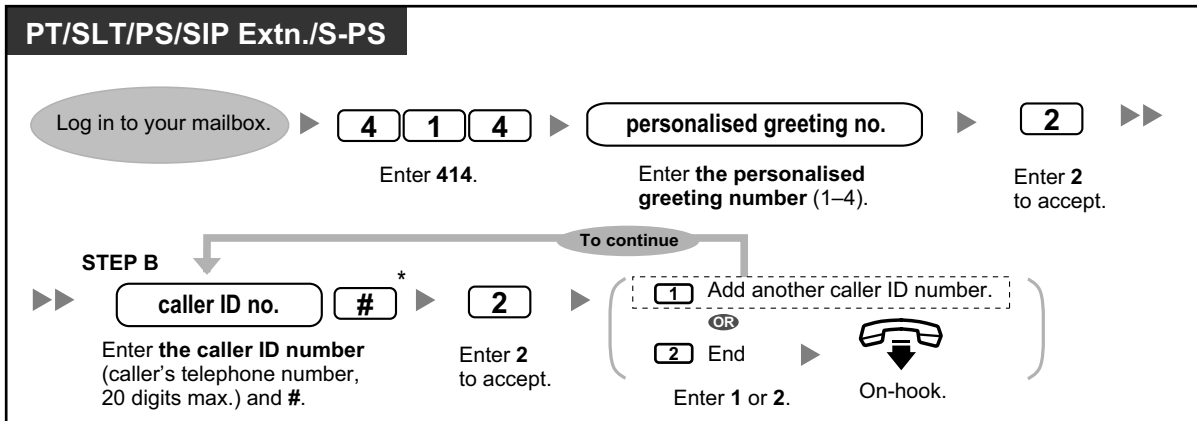 PT/SLT/PS/SIP Extn./S-PS
Log in to your mailbox.
4 1 4
personalised greeting no.
2
Enter 414.
Enter the personalised
greeting number (1–4).
Enter 2
to accept.
To continue
STEP B
caller ID no. # *
2
1 Add another caller ID number.
OR
2 End
Enter the caller ID number
(caller's telephone number,
20 digits max.) and #.
Enter 2
to accept.
Enter 1 or 2.
On-hook.